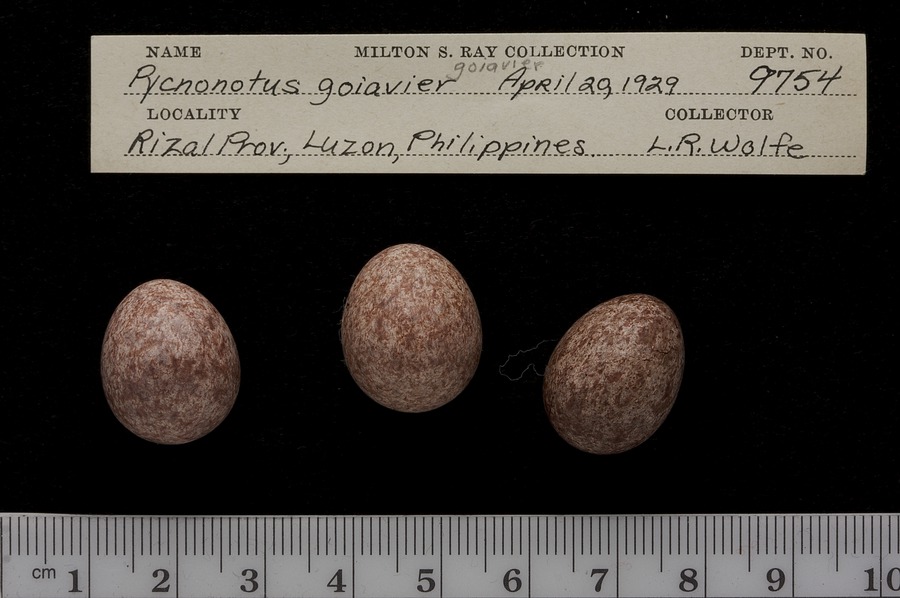 NAME MILTON S. RAY COLLECTION DEPT. NO.
goiavier
Pycnonotus goiavier April 20, 1929 9754
LOCALITY COLLECTOR
Rizal Prov., Luzon, Philippines. L.R. Wolfe
cm 1 2 3 4 5 6 7 8 9 10